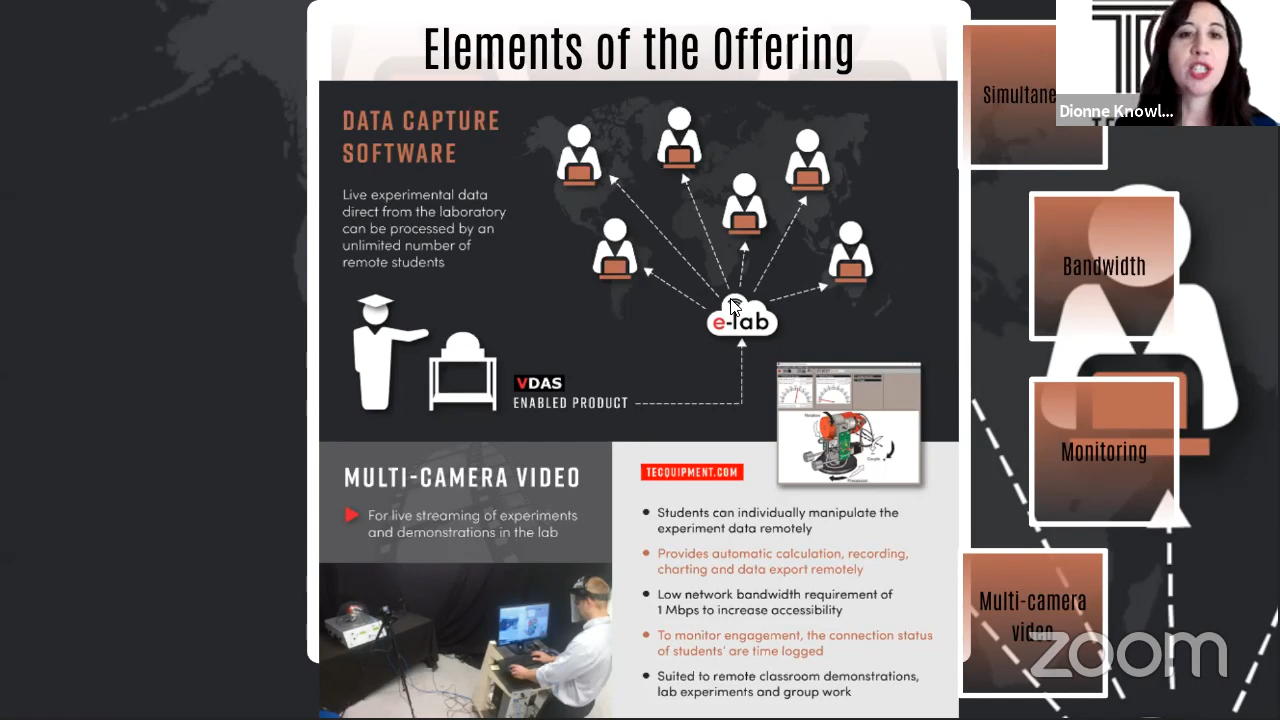 Elements of the Offering
DATA CAPTURE
SOFTWARE
Live experimental data
direct from the laboratory
can be processed by an
unlimited number of
remote students
e-lab
VDAS
ENABLED PRODUCT
MULTI-CAMERA VIDEO
For live streaming of experiments
and demonstrations in the lab
TECQUIPMENT.COM
• Students can individually manipulate the
experiment data remotely
• Provides automatic calculation, recording,
charting and data export remotely
• Low network bandwidth requirement of
1 Mbps to increase accessibility
• To monitor engagement, the connection status
of students' are time logged
• Suited to remote classroom demonstrations,
lab experiments and group work
Simultane
Dionne Knowl...
Bandwidth
Monitoring
Multi-camera
video
zoom